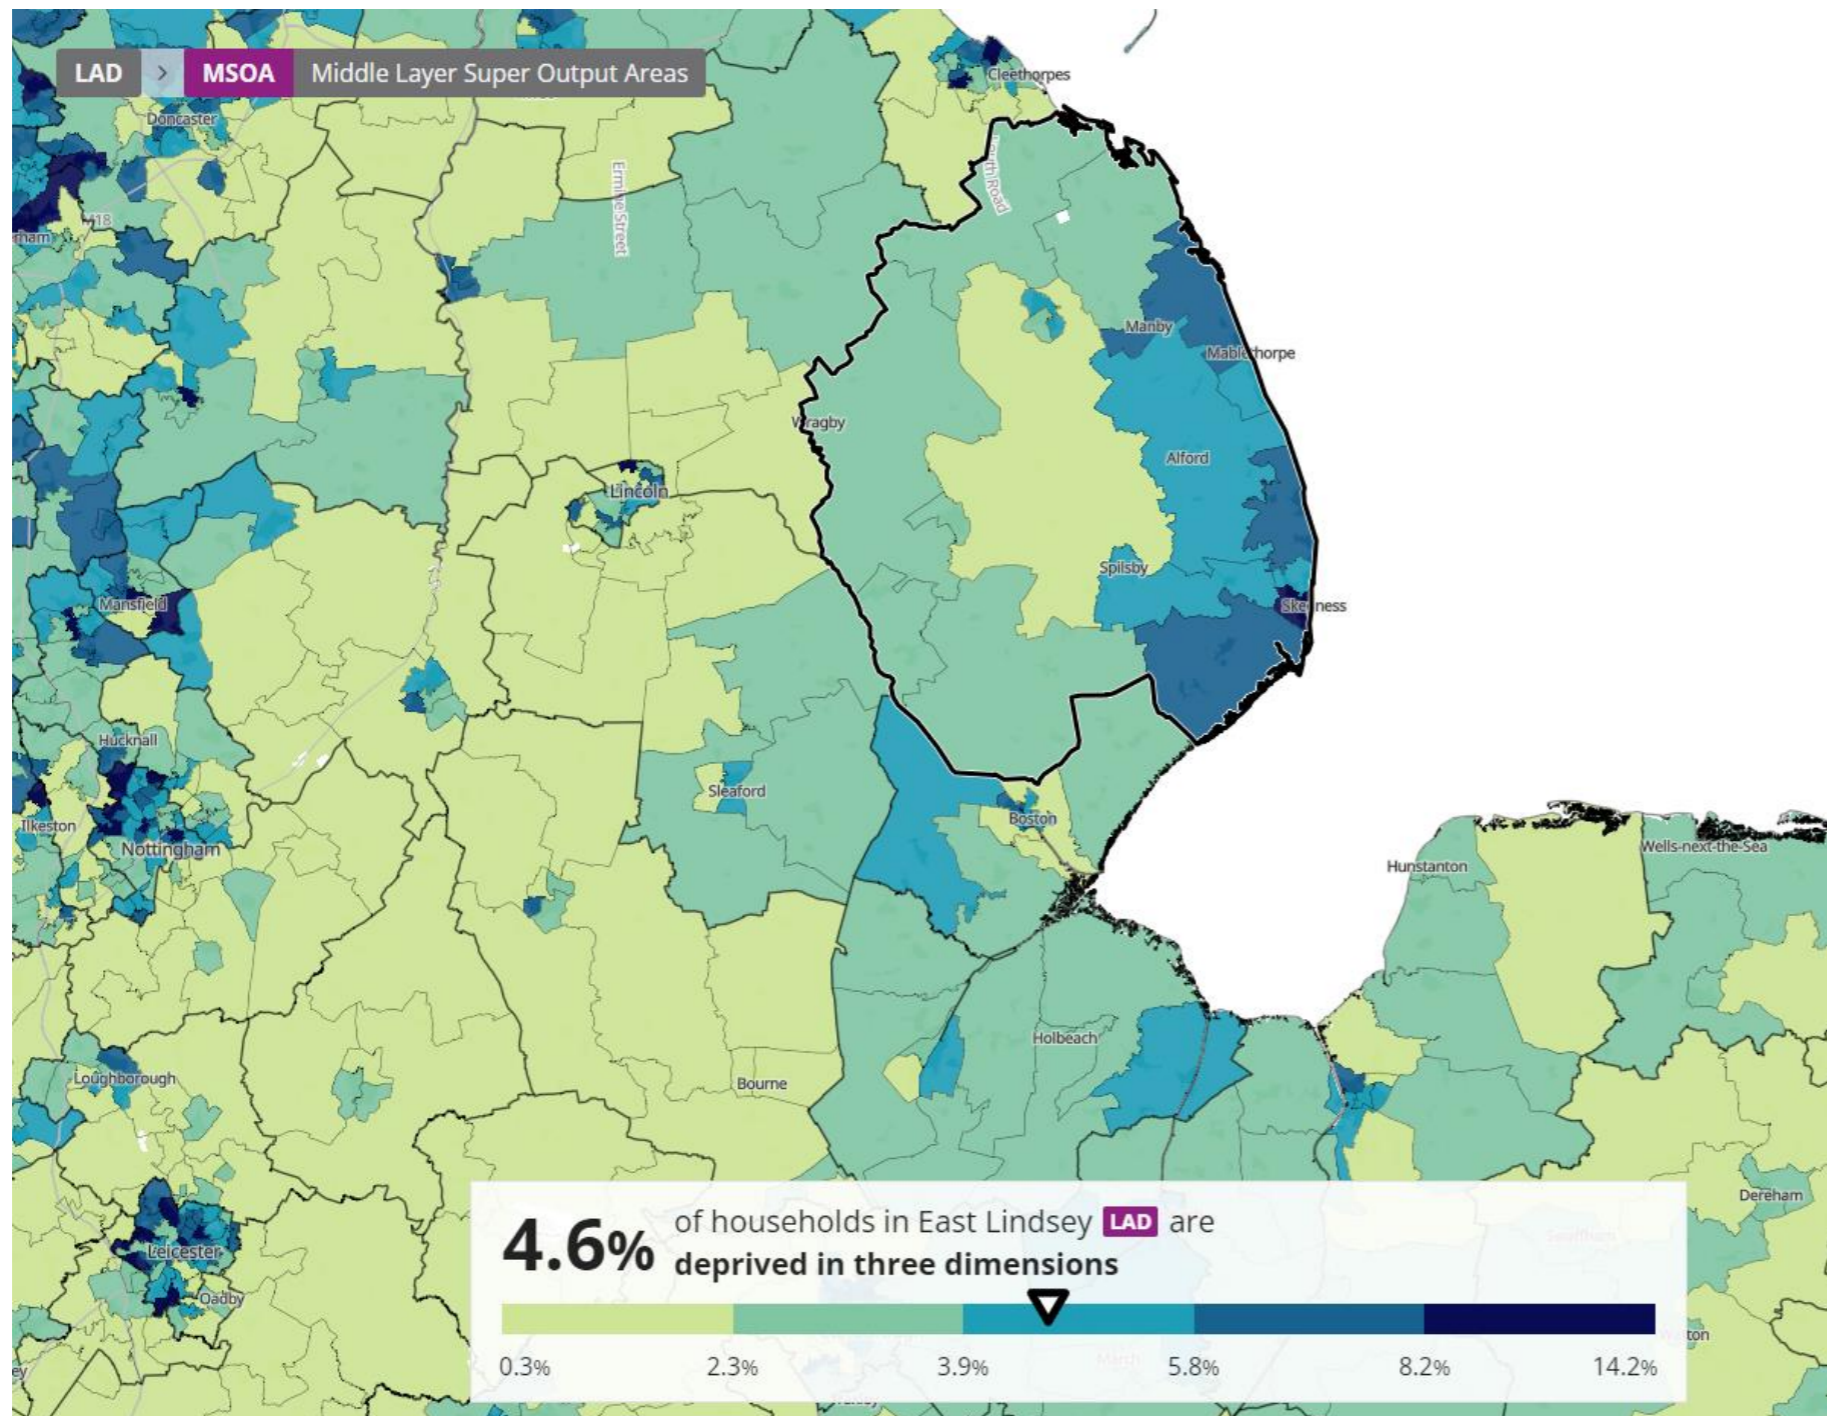 LAD > MSOA Middle Layer Super Output Areas
Cleethorpes
Doncaster
Ermine Street
M18
Manby
Wragby
Alford
Lincoln
Spilsby
Mansfield
Hucknall
Sleaford
Ilkeston
Boston
Nottingham
Wells-next-the-Sea
Hunstanton
Holbeach
Loughborough
Bourne
Dereham
Leicester
Oadby
4.6% of households in East Lindsey LAD are
deprived in three dimensions
0.3% 2.3% 3.9% 5.8% 8.2% 14.2%